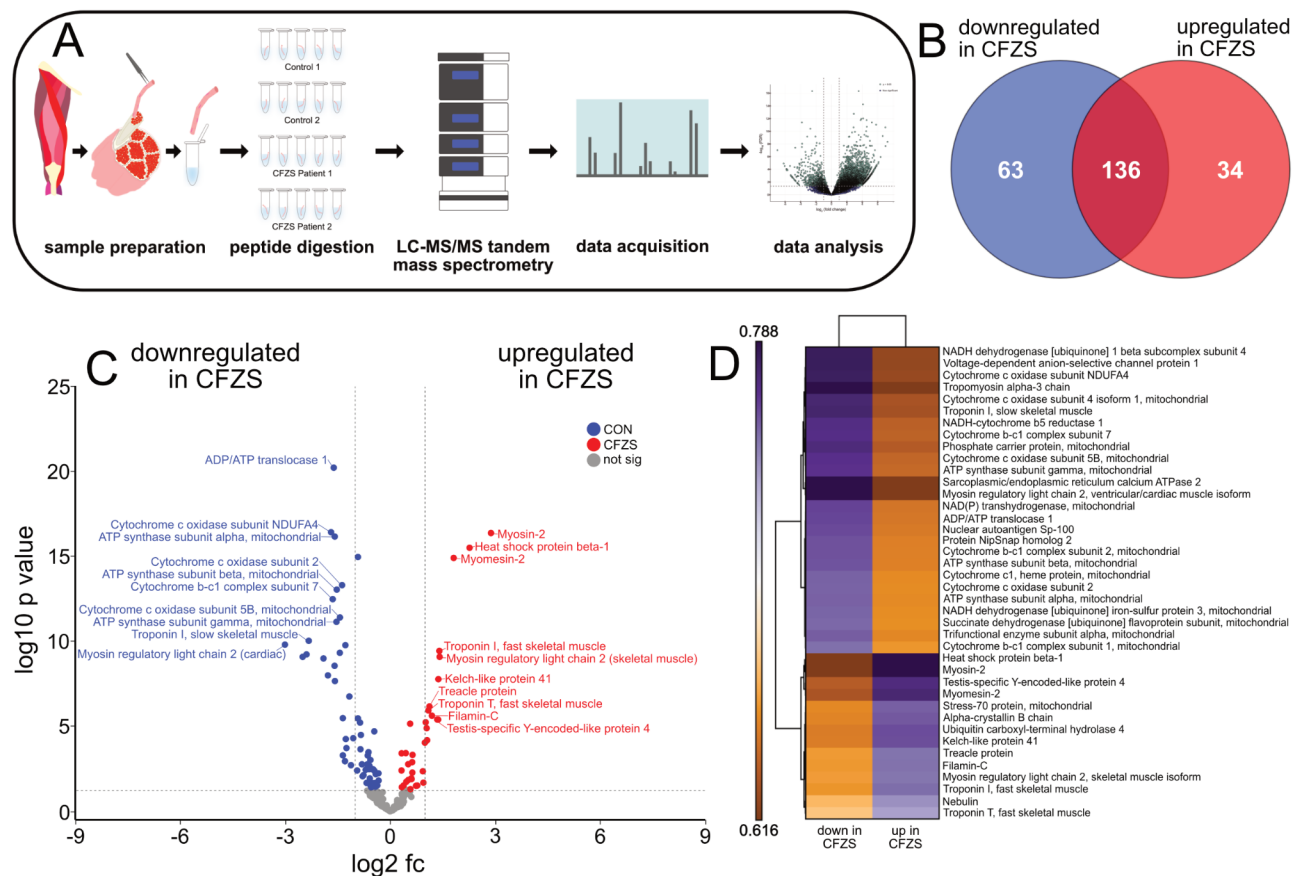 A
Control 1
Control 2
CFZS Patient 1
CFZS Patient 2
sample preparation
peptide digestion
LC-MS/MS tandem
mass spectrometry
data acquisition
data analysis
B
downregulated
in CFZS
upregulated
in CFZS
63
136
34
C
downregulated
in CFZS
upregulated
in CFZS
25
20
15
10
5
0
log10 p value
-9
-6
-3
0
3
6
9
log2 fc
CON
CFZS
not sig
ADP/ATP translocase 1
Cytochrome c oxidase subunit NDUFA4
ATP synthase subunit alpha, mitochondrial
Cytochrome c oxidase subunit 2
ATP synthase subunit beta, mitochondrial
Cytochrome b-c1 complex subunit 7
Cytochrome c oxidase subunit 5B, mitochondrial
ATP synthase subunit gamma, mitochondrial
Troponin I, slow skeletal muscle
Myosin regulatory light chain 2 (cardiac)
Myosin-2
Heat shock protein beta-1
Myomesin-2
Troponin I, fast skeletal muscle
Myosin regulatory light chain 2 (skeletal muscle)
Kelch-like protein 41
Treacle protein
Troponin T, fast skeletal muscle
Filamin-C
Testis-specific Y-encoded-like protein 4
D
0.788
0.616
NADH dehydrogenase [ubiquinone] 1 beta subcomplex subunit 4
Voltage-dependent anion-selective channel protein 1
Cytochrome c oxidase subunit NDUFA4
Tropomyosin alpha-3 chain
Cytochrome c oxidase subunit 4 isoform 1, mitochondrial
Troponin I, slow skeletal muscle
NADH-cytochrome b5 reductase 1
Cytochrome b-c1 complex subunit 7
Phosphate carrier protein, mitochondrial
Cytochrome c oxidase subunit 5B, mitochondrial
ATP synthase subunit gamma, mitochondrial
Sarcoplasmic/endoplasmic reticulum calcium ATPase 2
Myosin regulatory light chain 2, ventricular/cardiac muscle isoform
NAD(P) transhydrogenase, mitochondrial
ADP/ATP translocase 1
Nuclear autoantigen Sp-100
Protein NipSnap homolog 2
Cytochrome b-c1 complex subunit 2, mitochondrial
ATP synthase subunit beta, mitochondrial
Cytochrome c1, heme protein, mitochondrial
Cytochrome c oxidase subunit 2
ATP synthase subunit alpha, mitochondrial
NADH dehydrogenase [ubiquinone] iron-sulfur protein 3, mitochondrial
Succinate dehydrogenase [ubiquinone] flavoprotein subunit, mitochondrial
Trifunctional enzyme subunit alpha, mitochondrial
Cytochrome b-c1 complex subunit 1, mitochondrial
Heat shock protein beta-1
Myosin-2
Testis-specific Y-encoded-like protein 4
Myomesin-2
Stress-70 protein, mitochondrial
Alpha-crystallin B chain
Ubiquitin carboxyl-terminal hydrolase 4
Kelch-like protein 41
Treacle protein
Filamin-C
Myosin regulatory light chain 2, skeletal muscle isoform
Troponin I, fast skeletal muscle
Nebulin
Troponin T, fast skeletal muscle
down in
CFZS
up in
CFZS